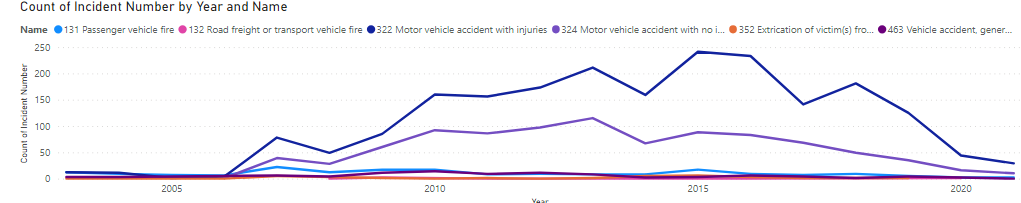 Count of Incident Number by Year and Name
Name 131 Passenger vehicle fire 132 Road freight or transport vehicle fire 322 Motor vehicle accident with injuries 324 Motor vehicle accident with no i... 352 Extrication of victim(s) fro... 463 Vehicle accident, gener...
250
200
150
100
50
0
Count of Incident Number
2005 2010 2015 2020
Year